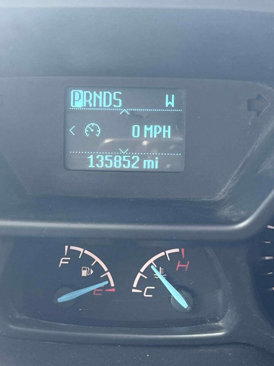 PRNDS W
0 MPH
135852 mi
F E C H